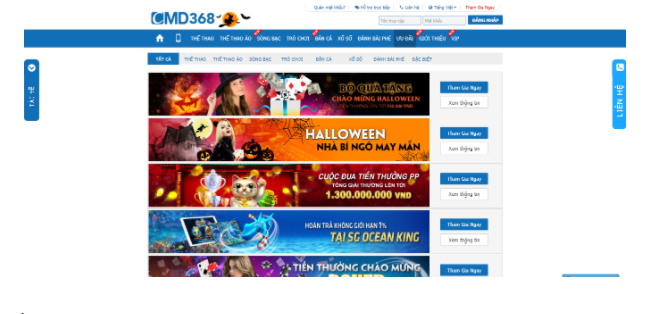 Quên mật khẩu? Hỗ trợ trực tiếp Liên hệ Tiếng Việt Tham Gia Ngay
CMD368
Tên truy cập Mật khẩu ĐĂNG NHẬP
THỂ THAO THỂ THAO ẢO SÒNG BẠC TRÒ CHƠI BẮN CÁ XỔ SỐ ĐÁNH BÀI PHÉ ƯU ĐÃI GIỚI THIỆU VIP
TẤT CẢ THỂ THAO THỂ THAO ẢO SÒNG BẠC TRÒ CHƠI BẮN CÁ XỔ SỐ ĐÁNH BÀI PHÉ ĐẶC BIỆT
TẢI VỀ
LIÊN HỆ
BỘ QUÀ TẶNG
CHÀO MỪNG HALLOWEEN
Tham Gia Ngay
Xem thông tin
HALLOWEEN
NHÀ BÍ NGÔ MAY MẮN
Tham Gia Ngay
Xem thông tin
CUỘC ĐUA TIỀN THƯỞNG PP
TỔNG GIẢI THƯỞNG LÊN TỚI
1.300.000.000 VND
Tham Gia Ngay
Xem thông tin
HOÀN TRẢ KHÔNG GIỚI HẠN 1%
TẠI SG OCEAN KING
Tham Gia Ngay
Xem thông tin
TIỀN THƯỞNG CHÀO MỪNG
Tham Gia Ngay
Xem thông tin